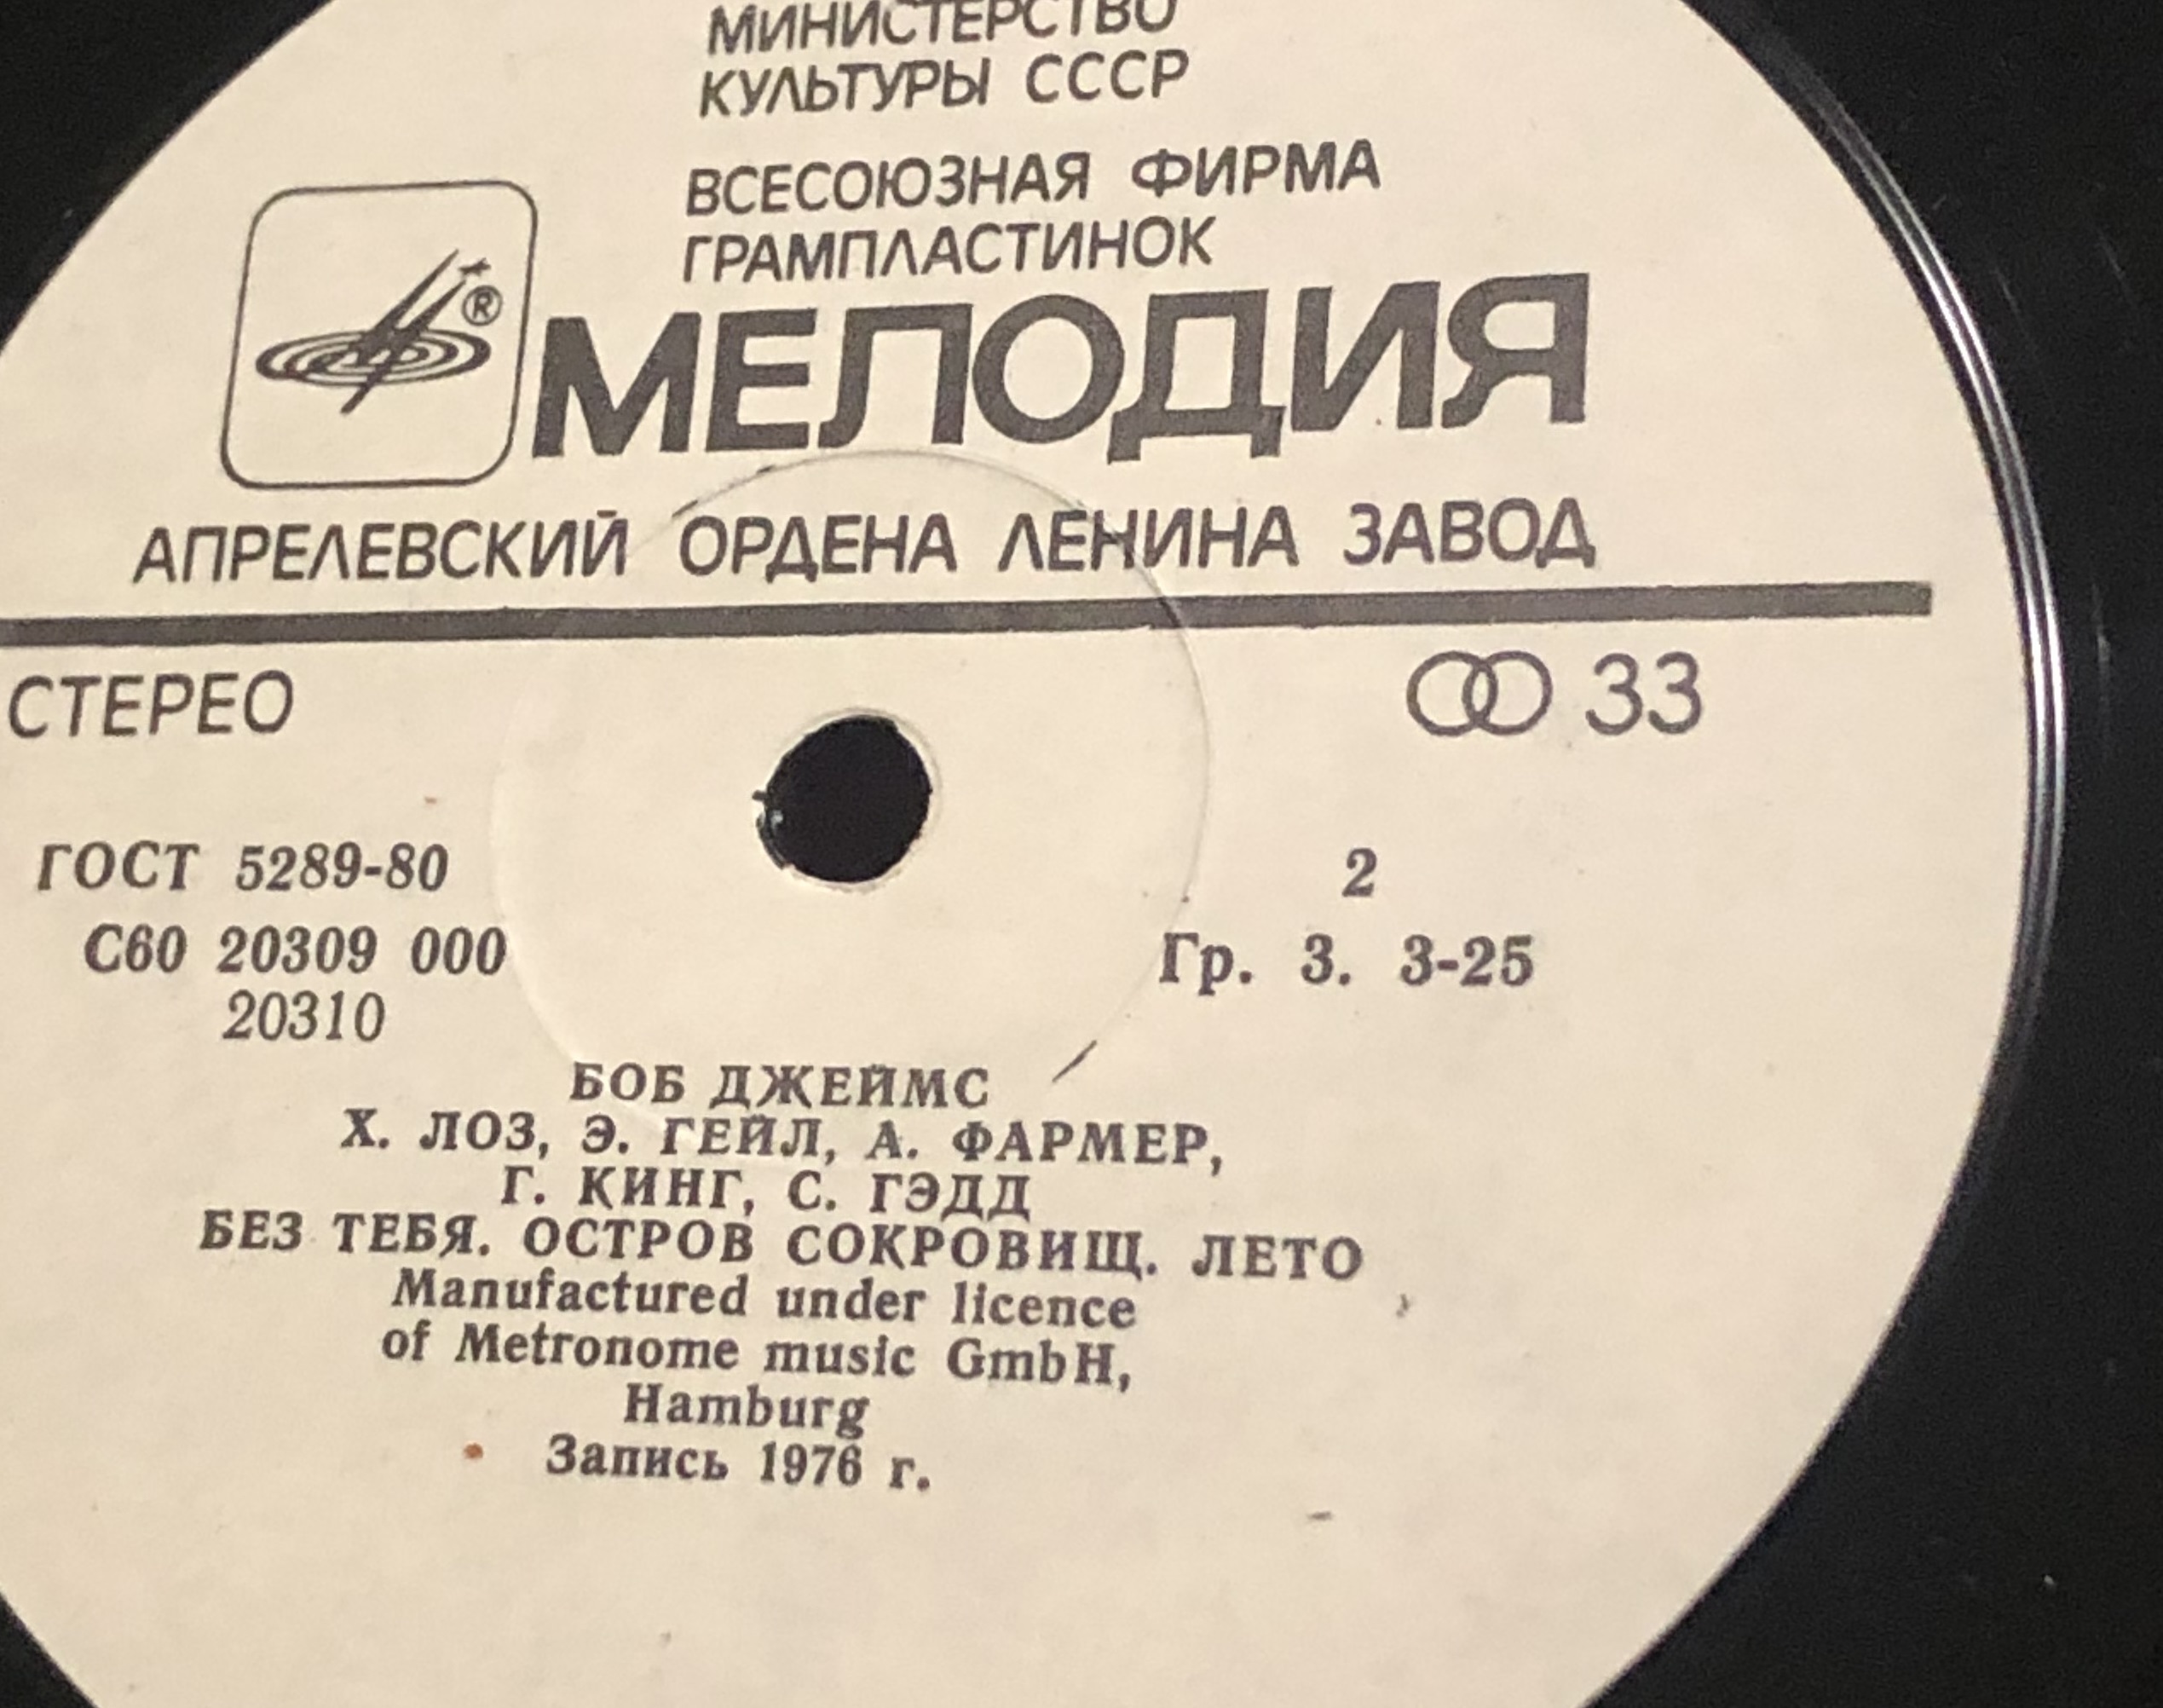 МИНИСТЕРСТВО
КУЛЬТУРЫ СССР
ВСЕСОЮЗНАЯ ФИРМА
ГРАМПЛАСТИНОК
®
МЕЛОДИЯ
АПРЕЛЕВСКИЙ ОРДЕНА ЛЕНИНА ЗАВОД
СТЕРЕО
33
ГОСТ 5289-80
2
С60 20309 000
Гр. 3. 3-25
20310
БОБ ДЖЕЙМС
Х. ЛОЗ, Э. ГЕЙЛ, А. ФАРМЕР,
Г. КИНГ, С. ГЭДД
БЕЗ ТЕБЯ. ОСТРОВ СОКРОВИЩ. ЛЕТО
Manufactured under licence
of Metronome music GmbH,
Hamburg
Запись 1976 г.